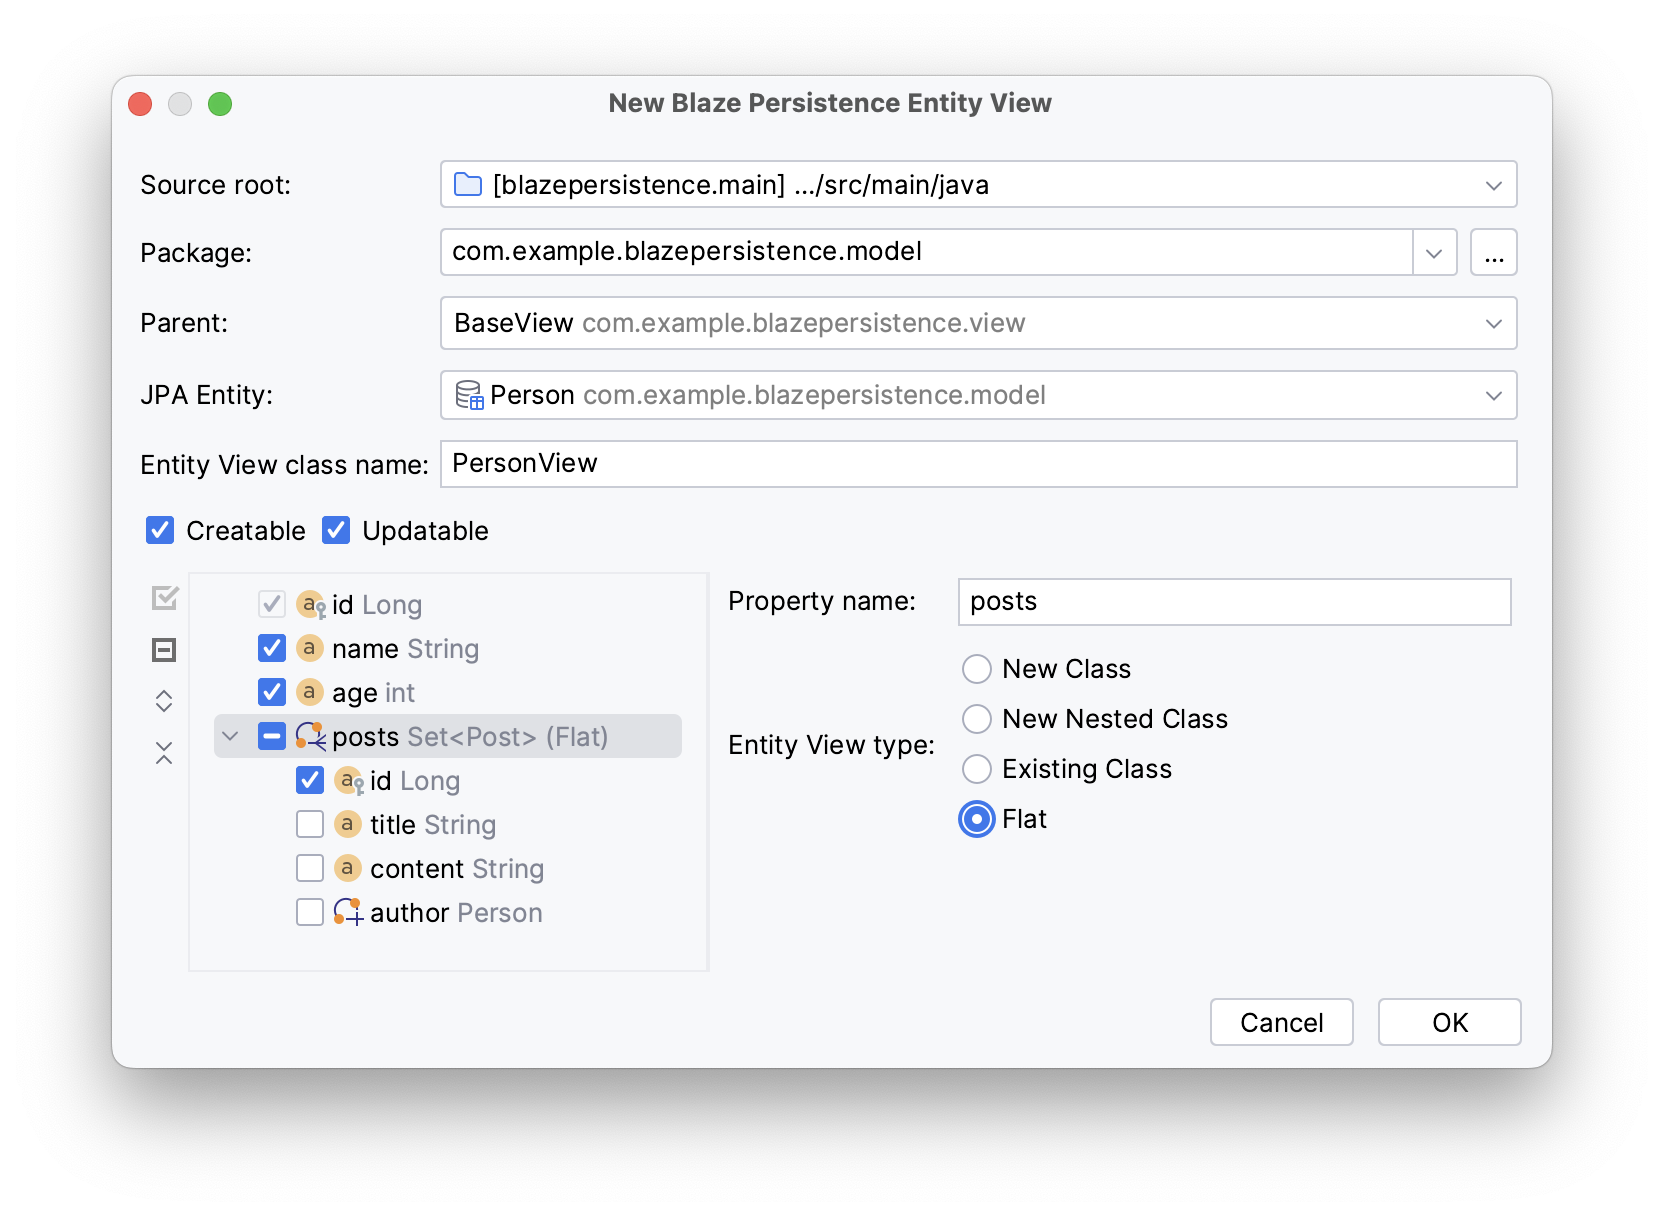 New Blaze Persistence Entity View
Source root: [blazepersistence.main] .../src/main/java
Package: com.example.blazepersistence.model ...
Parent: BaseView com.example.blazepersistence.view
JPA Entity: Person com.example.blazepersistence.model
Entity View class name: PersonView
Creatable Updatable
a id Long
a name String
a age int
posts Set<Post> (Flat)
a id Long
a title String
a content String
author Person
Property name: posts
Entity View type:
New Class
New Nested Class
Existing Class
Flat
Cancel OK